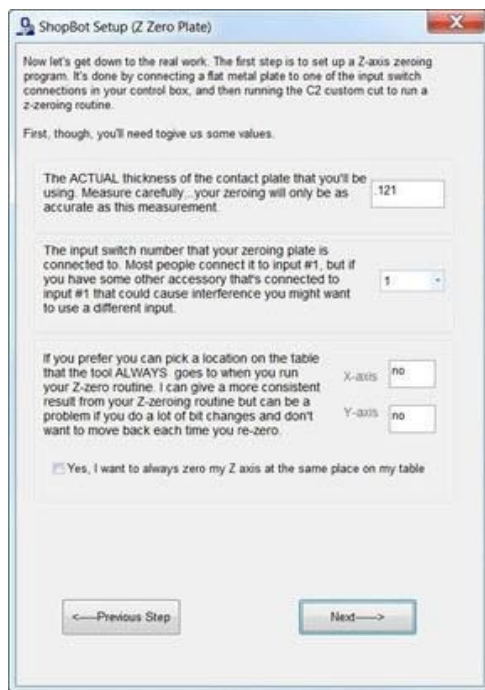 ShopBot Setup (Z Zero Plate)
Now let's get down to the real work. The first step is to set up a Z-axis zeroing
program. It's done by connecting a flat metal plate to one of the input switch
connections in your control box, and then running the C2 custom cut to run a
z-zeroing routine.
First, though, you'll need togive us some values.
The ACTUAL thickness of the contact plate that you'll be
using. Measure carefully...your zeroing will only be as
accurate as this measurement.
.121
The input switch number that your zeroing plate is
connected to. Most people connect it to input #1, but if
you have some other accessory that's connected to
input #1 that could cause interference you might want
to use a different input.
1
If you prefer you can pick a location on the table
that the tool ALWAYS goes to when you run
your Z-zero routine. I can give a more consistent
result from your Z-zeroing routine but can be a
problem if you do a lot of bit changes and don't
want to move back each time you re-zero.
X-axis no
Y-axis no
Yes, I want to always zero my Z axis at the same place on my table
<----Previous Step
Next---->